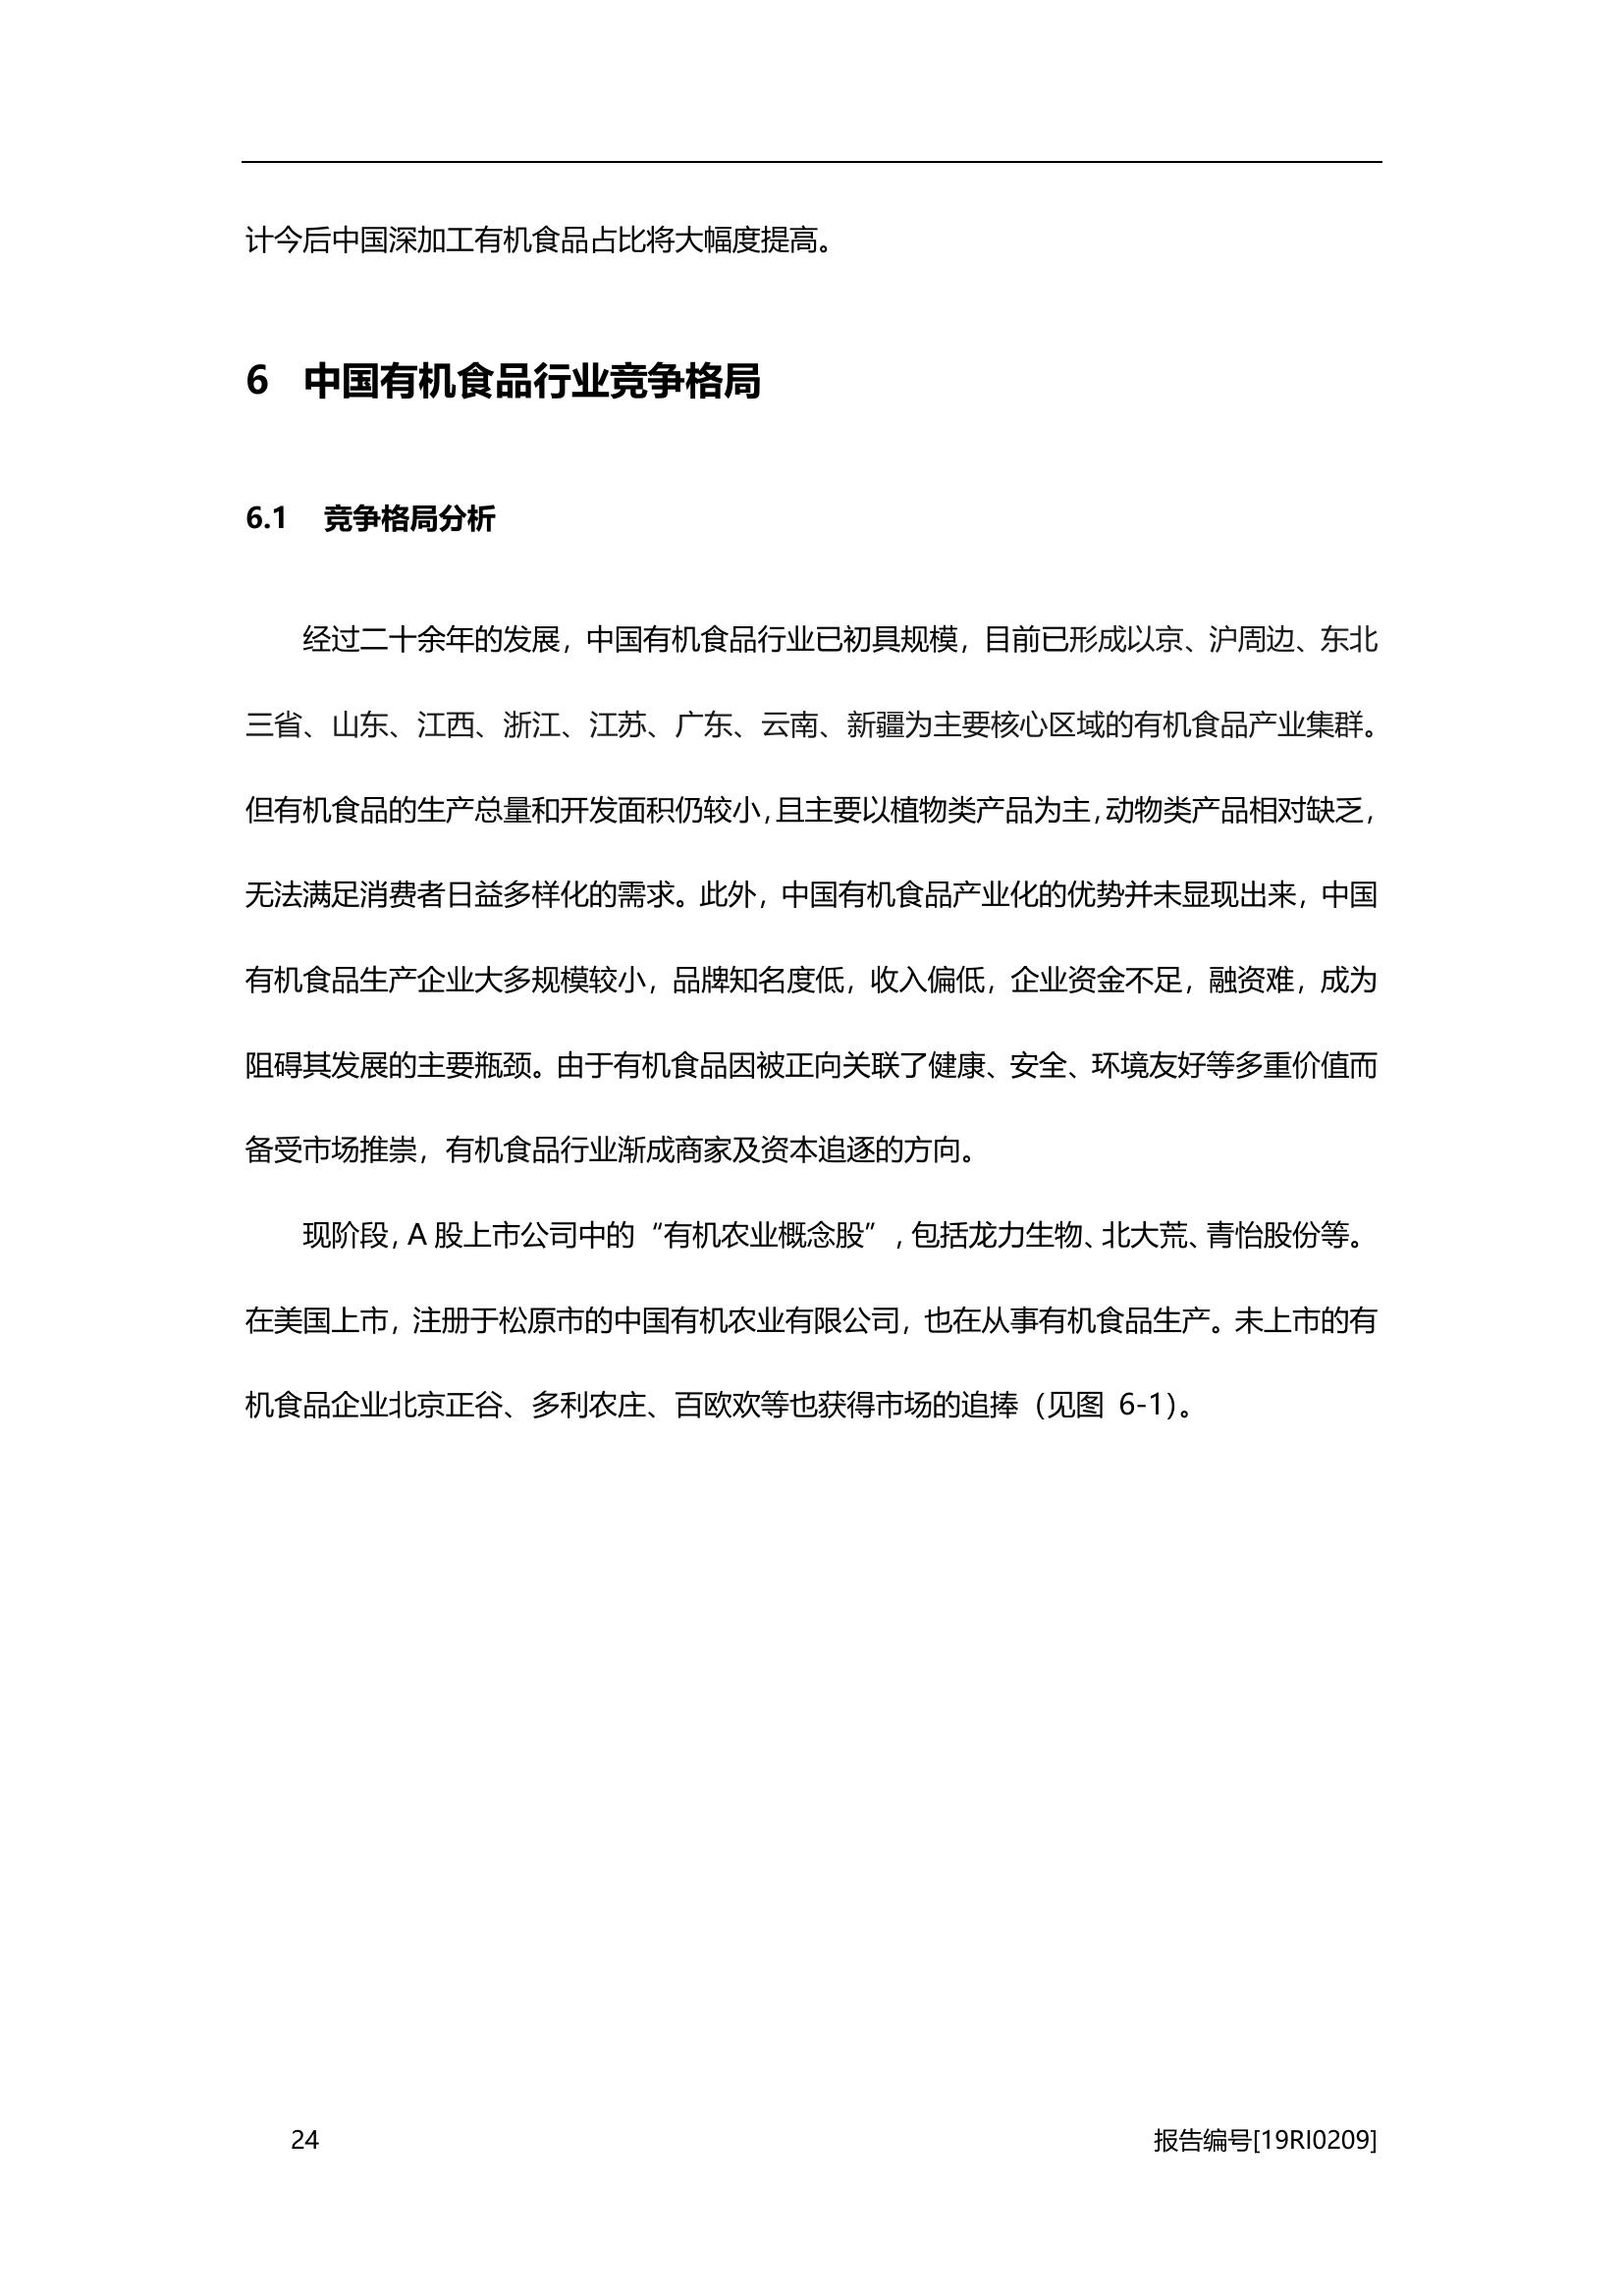 计今后中国深加工有机食品占比将大幅度提高。
6 中国有机食品行业竞争格局
6.1 竞争格局分析
经过二十余年的发展，中国有机食品行业已初具规模，目前已形成以京、沪周边、东北
三省、山东、江西、浙江、江苏、广东、云南、新疆为主要核心区域的有机食品产业集群。
但有机食品的生产总量和开发面积仍较小，且主要以植物类产品为主，动物类产品相对缺乏，
无法满足消费者日益多样化的需求。此外，中国有机食品产业化的优势并未显现出来，中国
有机食品生产企业大多规模较小，品牌知名度低，收入偏低，企业资金不足，融资难，成为
阻碍其发展的主要瓶颈。由于有机食品因被正向关联了健康、安全、环境友好等多重价值而
备受市场推崇，有机食品行业渐成商家及资本追逐的方向。
现阶段，A 股上市公司中的“有机农业概念股”，包括龙力生物、北大荒、青怡股份等。
在美国上市，注册于松原市的中国有机农业有限公司，也在从事有机食品生产。未上市的有
机食品企业北京正谷、多利农庄、百欧欢等也获得市场的追捧（见图 6-1）。
24 报告编号[19RI0209]